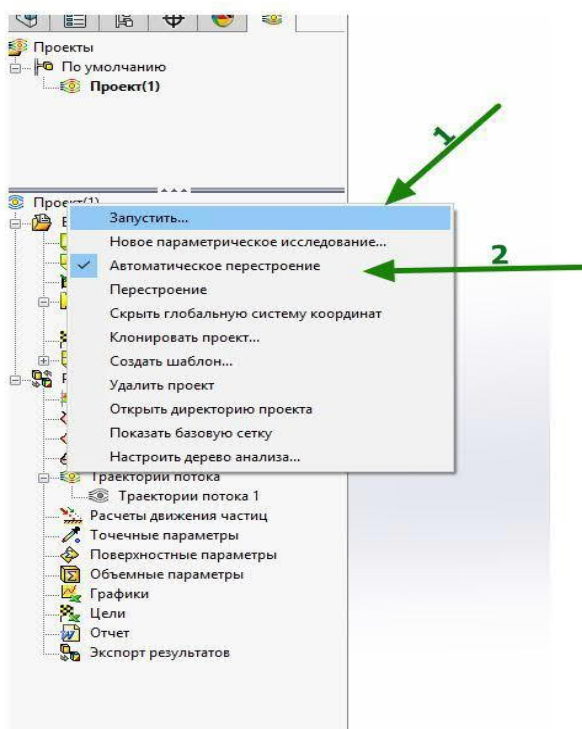 Проекты
По умолчанию
Проект(1)
1
Проект(1)
Запустить...
Новое параметрическое исследование...
2
Автоматическое перестроение
Перестроение
Скрыть глобальную систему координат
Клонировать проект...
Создать шаблон...
Удалить проект
Открыть директорию проекта
Показать базовую сетку
Настроить дерево анализа...
Траектории потока
Траектории потока 1
Расчеты движения частиц
Точечные параметры
Поверхностные параметры
Объемные параметры
Графики
Цели
Отчет
Экспорт результатов